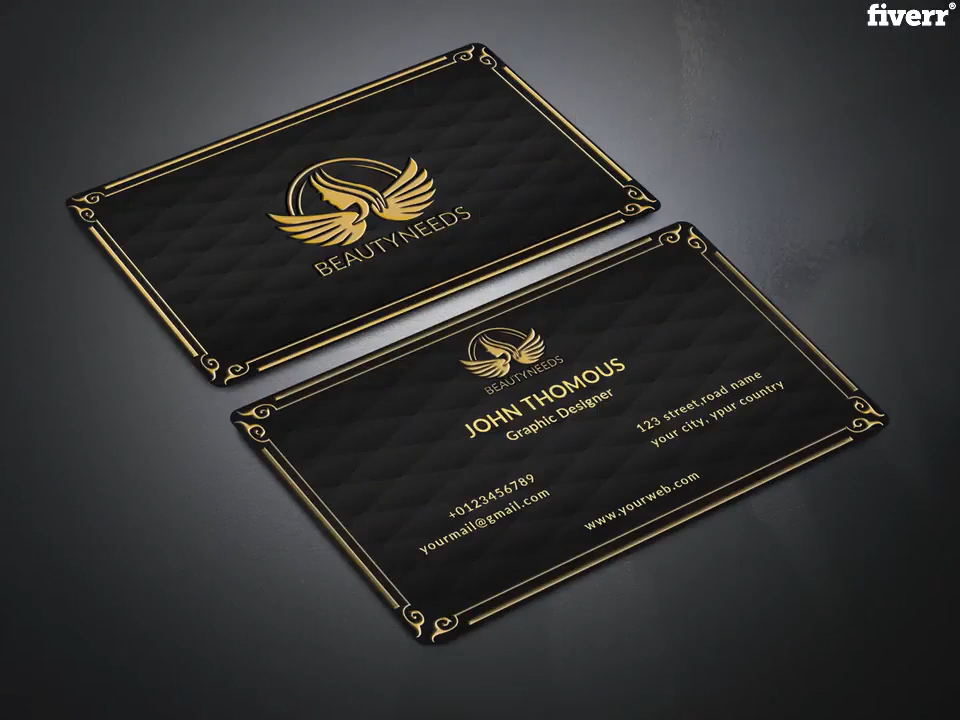 fiverr®
BEAUTYNEEDS
BEAUTYNEEDS
JOHN THOMOUS
Graphic Designer
123 street,road name
your city, ypur country
+0123456789
yourmail@gmail.com
www.yourweb.com